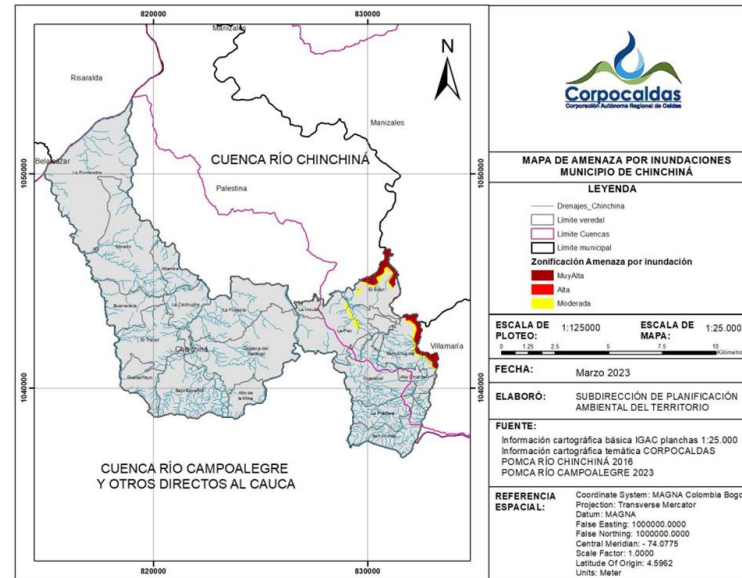 820000
830000
Manizales
N
Risaralda
Manizales
CUENCA RÍO CHINCHINÁ
Belalcázar
1050000
1050000
Palestina
Villamaría
1040000
1040000
CUENCA RÍO CAMPOALEGRE
Y OTROS DIRECTOS AL CAUCA
820000
830000
Corpocaldas
Corporación Autónoma Regional de Caldas
MAPA DE AMENAZA POR INUNDACIONES
MUNICIPIO DE CHINCHINÁ
LEYENDA
Drenajes_Chinchina
Límite veredal
Límite Cuencas
Límite municipal
Zonificación Amenaza por inundación
MuyAlta
Alta
Moderada
ESCALA DE PLOTEO: 1:125000
ESCALA DE MAPA: 1:25.000
0 1.25 2.5 5 7.5 10
FECHA: Marzo 2023
ELABORÓ: SUBDIRECCIÓN DE PLANIFICACIÓN
AMBIENTAL DEL TERRITORIO
FUENTE:
Información cartográfica básica IGAC planchas 1:25.000
Información cartográfica temática CORPOCALDAS
POMCA RÍO CHINCHINÁ 2016
POMCA RÍO CAMPOALEGRE 2023
REFERENCIA ESPACIAL:
Coordinate System: MAGNA Colombia Bogo
Projection: Transverse Mercator
Datum: MAGNA
False Easting: 1000000.0000
False Northing: 1000000.0000
Central Meridian: - 74.0775
Scale Factor: 1.0000
Latitude Of Origin: 4.5962
Units: Meter